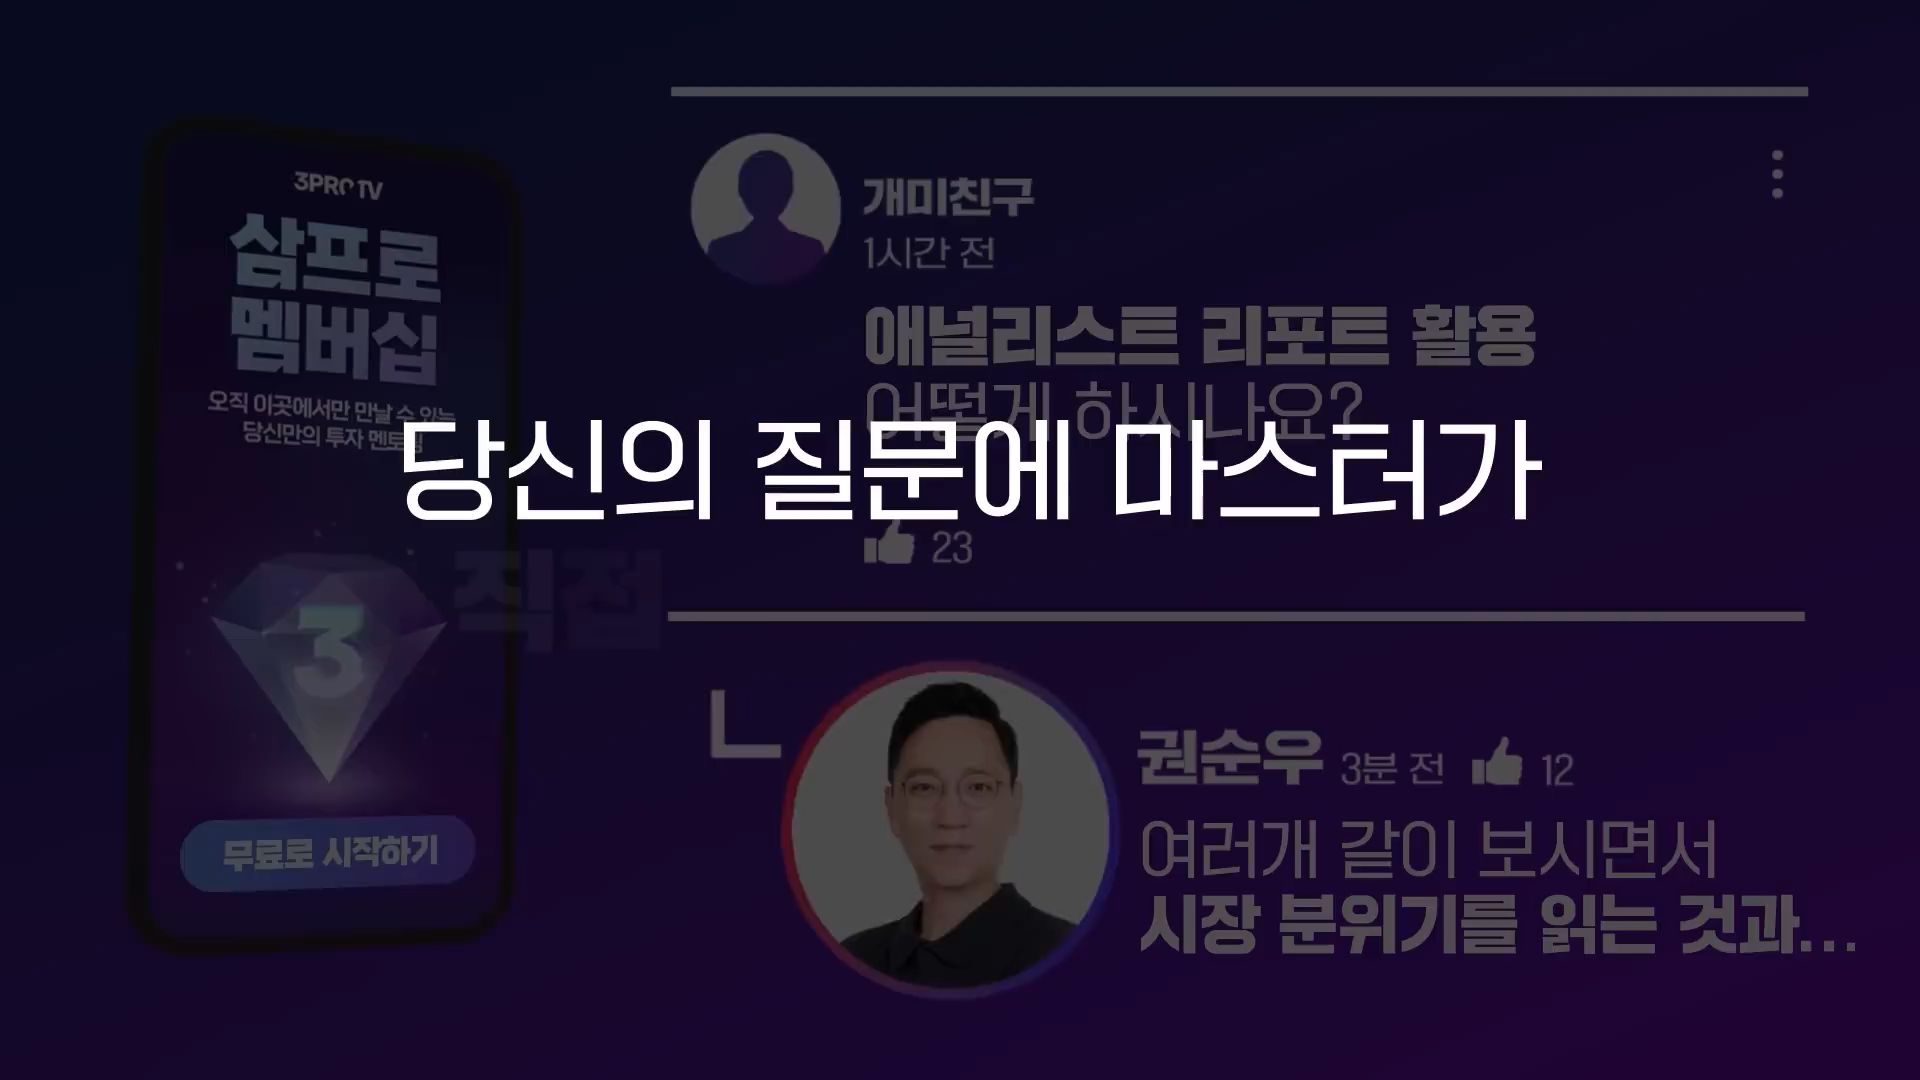 3PRO TV
삼프로
멤버십
오직 이곳에서만 만날 수 있는
당신만의 투자 멘토링
3
무료로 시작하기
개미친구
1시간 전
애널리스트 리포트 활용
어떻게 하시나요?
당신의 질문에 마스터가
직접
23
권순우 3분 전 12
여러개 같이 보시면서
시장 분위기를 읽는 것과...